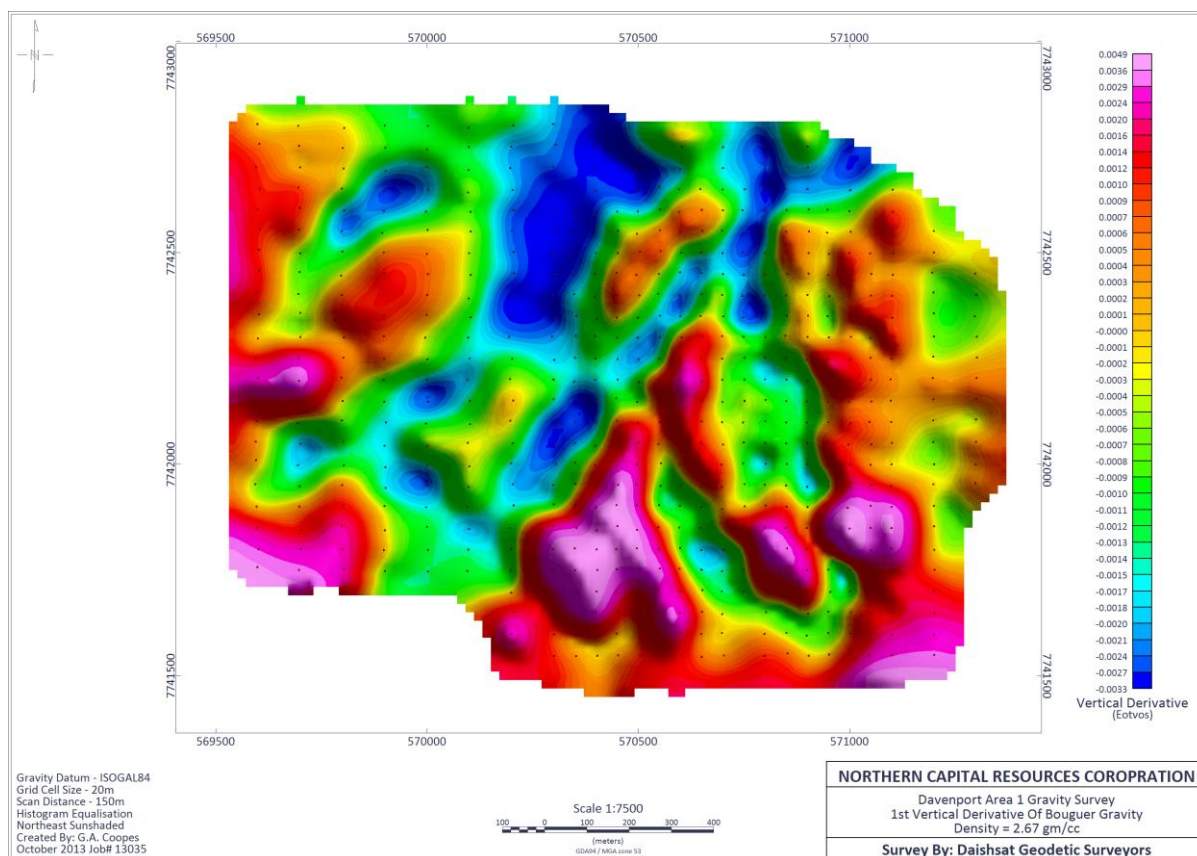 N
569500 570000 570500 571000
7743000 7743000
7742500 7742500
7742000 7742000
7741500 7741500
569500 570000 570500 571000
0.0049
0.0036
0.0029
0.0024
0.0020
0.0016
0.0014
0.0012
0.0010
0.0009
0.0007
0.0006
0.0005
0.0004
0.0003
0.0002
0.0001
-0.0000
-0.0001
-0.0002
-0.0003
-0.0004
-0.0005
-0.0006
-0.0007
-0.0008
-0.0009
-0.0010
-0.0011
-0.0013
-0.0014
-0.0015
-0.0017
-0.0018
-0.0020
-0.0021
-0.0024
-0.0027
-0.0033
Vertical Derivative
(Eotvos)
Gravity Datum - ISOGAL84
Grid Cell Size - 20m
Scan Distance - 150m
Histogram Equalisation
Northeast Sunshaded
Created By: G.A. Coopes
October 2013 Job# 13035
Scale 1:7500
100 0 100 200 300 400
(meters)
GDA94 / MGA zone 53
NORTHERN CAPITAL RESOURCES COROPRATION
Davenport Area 1 Gravity Survey
1st Vertical Derivative Of Bouguer Gravity
Density = 2.67 gm/cc
Survey By: Daishsat Geodetic Surveyors